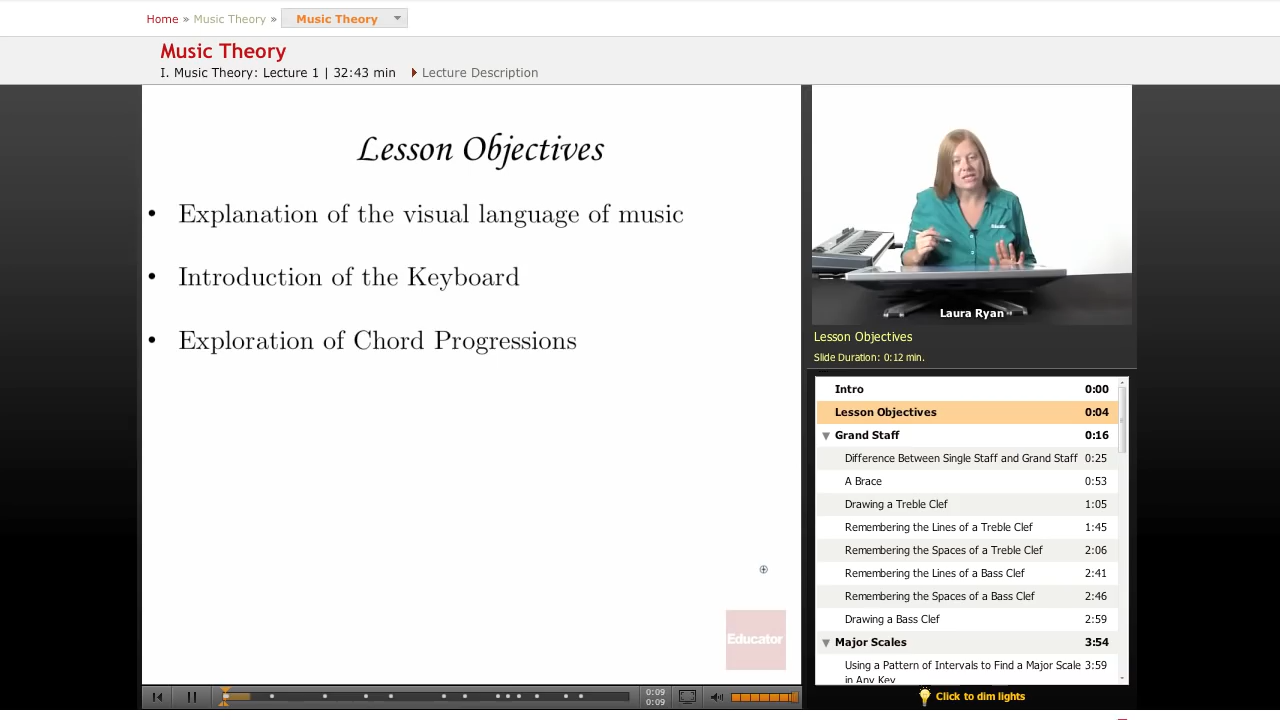 Home » Music Theory » Music Theory
Music Theory
I. Music Theory: Lecture 1 | 32:43 min Lecture Description
Lesson Objectives
• Explanation of the visual language of music
• Introduction of the Keyboard
• Exploration of Chord Progressions
Educator
0:09
0:09
Educator
Laura Ryan
Lesson Objectives
Slide Duration: 0:12 min.
Intro 0:00
Lesson Objectives 0:04
Grand Staff 0:16
Difference Between Single Staff and Grand Staff 0:25
A Brace 0:53
Drawing a Treble Clef 1:05
Remembering the Lines of a Treble Clef 1:45
Remembering the Spaces of a Treble Clef 2:06
Remembering the Lines of a Bass Clef 2:41
Remembering the Spaces of a Bass Clef 2:46
Drawing a Bass Clef 2:59
Major Scales 3:54
Using a Pattern of Intervals to Find a Major Scale 3:59
in Any Key
Click to dim lights